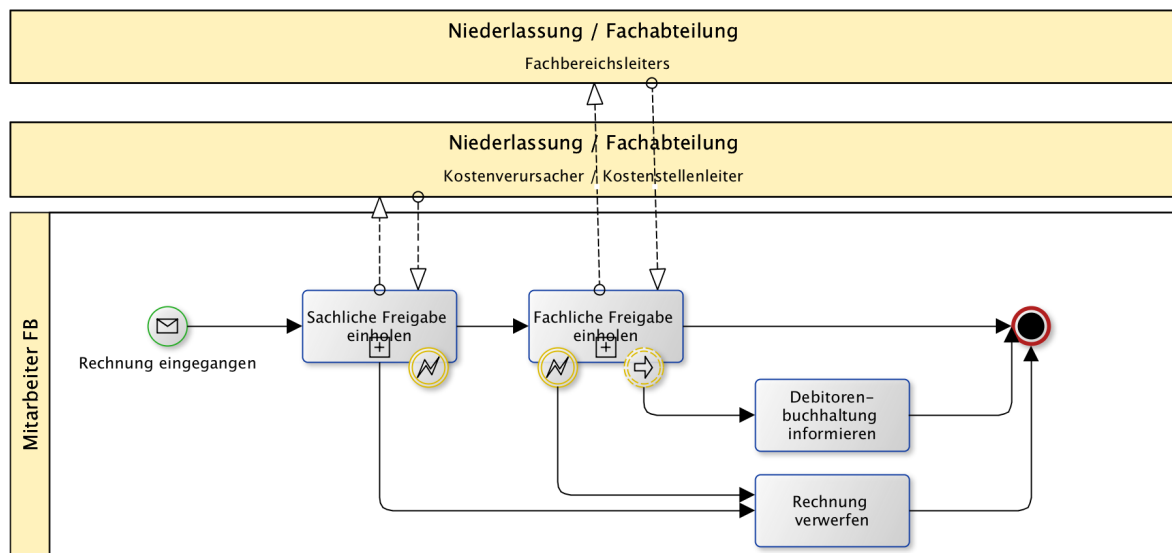 Niederlassung / Fachabteilung
Fachbereichsleiters
Niederlassung / Fachabteilung
Kostenverursacher / Kostenstellenleiter
Mitarbeiter FB
Rechnung eingegangen
Sachliche Freigabe
einholen
Fachliche Freigabe
einholen
Debitoren-
buchhaltung
informieren
Rechnung
verwerfen